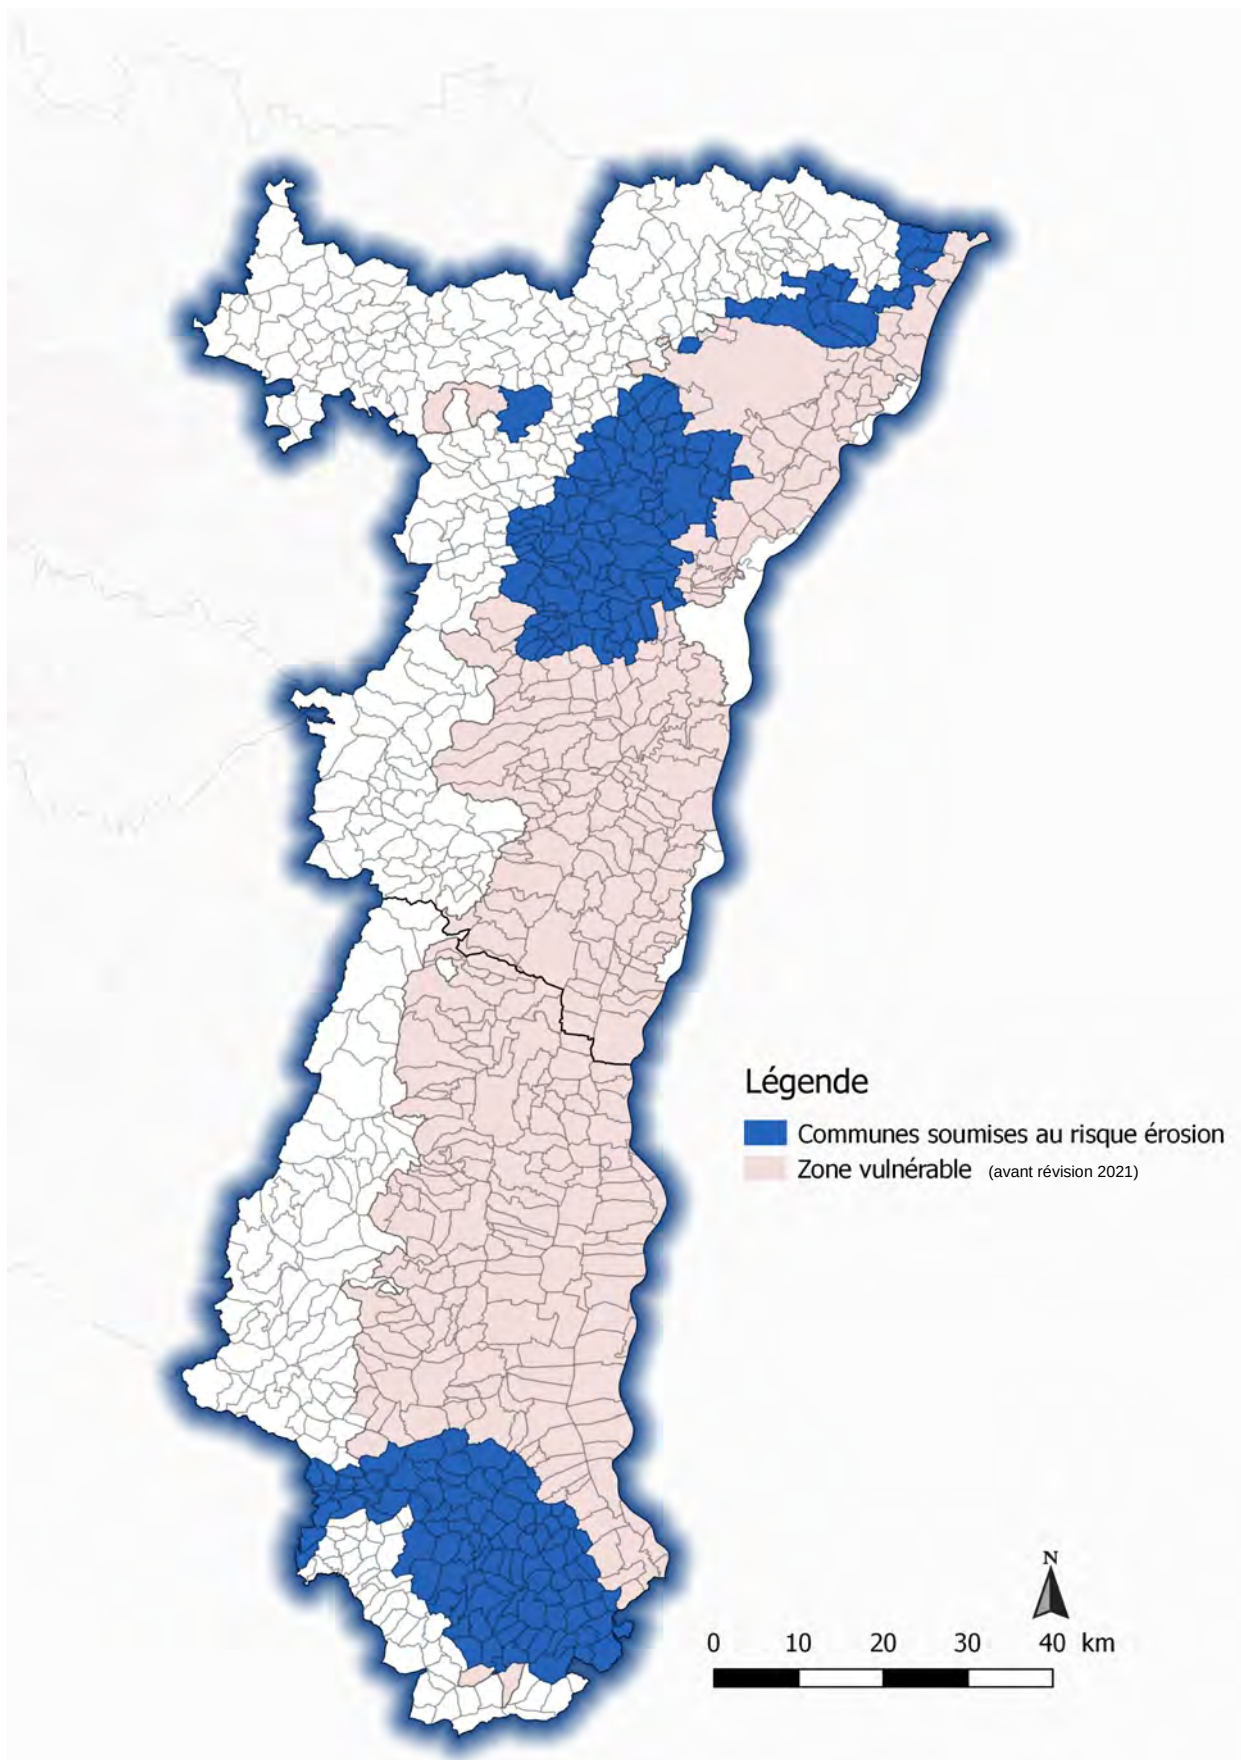 Légende
Communes soumises au risque érosion
Zone vulnérable (avant révision 2021)
N
0 10 20 30 40 km